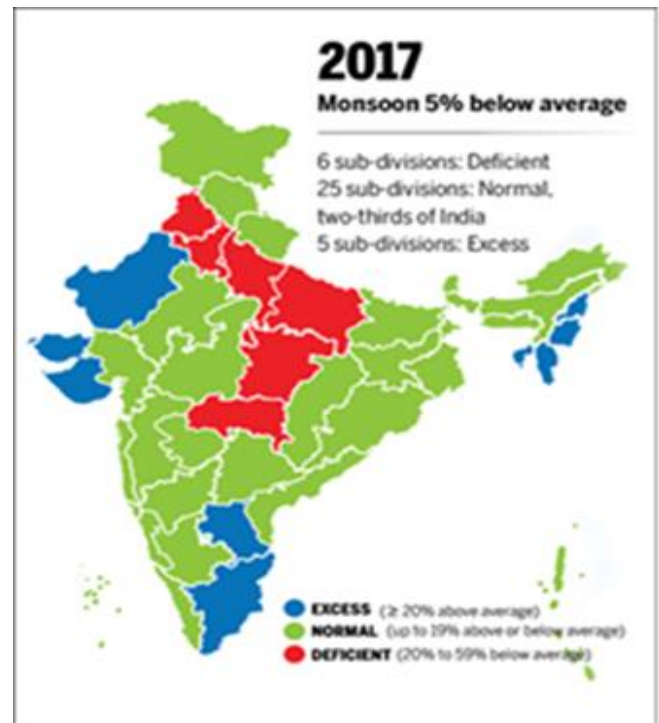 2017
Monsoon 5% below average
6 sub-divisions: Deficient
25 sub-divisions: Normal,
two-thirds of India
5 sub-divisions: Excess
EXCESS (≥ 20% above average)
NORMAL (up to 19% above or below average)
DEFICIENT (20% to 59% below average)